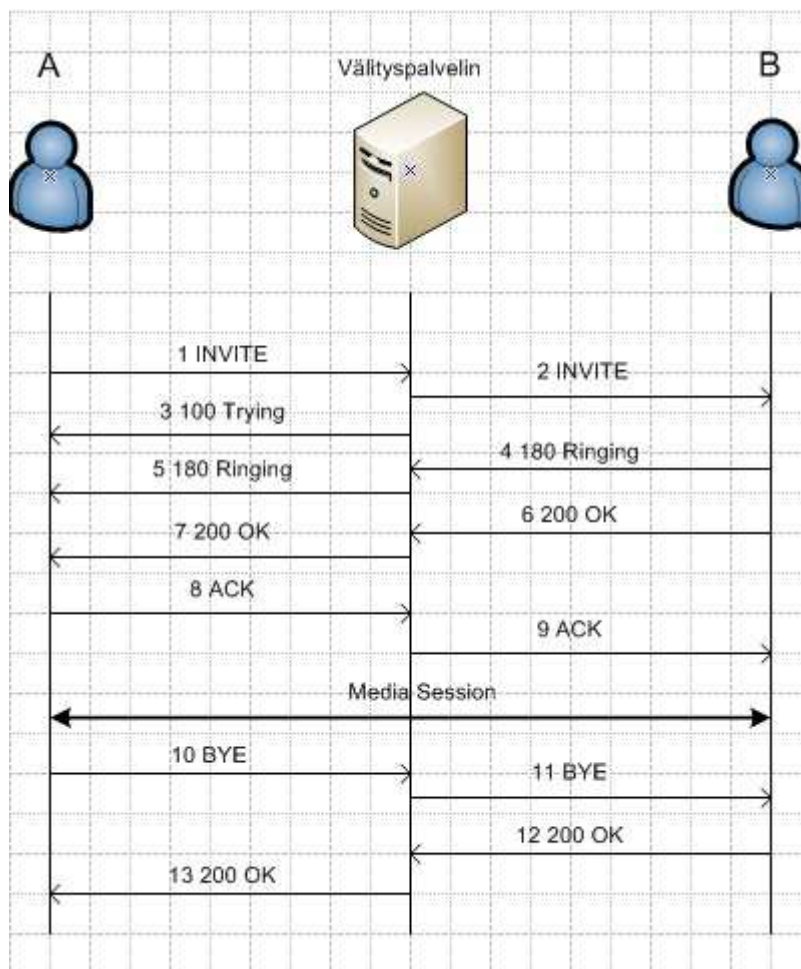 A
Välityspalvelin
B
1 INVITE
2 INVITE
3 100 Trying
4 180 Ringing
5 180 Ringing
6 200 OK
7 200 OK
8 ACK
9 ACK
Media Session
10 BYE
11 BYE
12 200 OK
13 200 OK